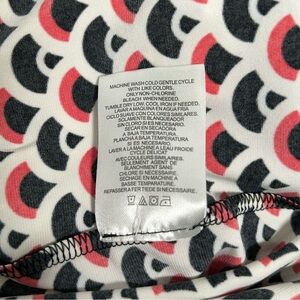 MACHINE WASH COLD GENTLE CYCLE
WITH LIKE COLORS.
ONLY NON-CHLORINE
BLEACH WHEN NEEDED.
TUMBLE DRY LOW, COOL IRON IF NEEDED.
LAVAR A MAQUINA EN AGUA FRIA
CICLO SUAVE CON COLORES SIMILARES.
SOLAMENTE BLANQUEADOR
SIN CLORO SI ES NECESARIO.
SECAR EN SECADORA
A BAJA TEMPERATURA.
PLANCHAR A BAJA TEMPERATURA
SI ES NECESARIO.
LAVER A LA MACHINE EN EAU FROIDE
CYCLE DELICAT
AVEC COULEURS SIMILAIRES.
SEULEMENT AGENT DE
BLANCHIMENT SANS
CHLORE SI NECESSAIRE.
SECHER A LA MACHINE A
BASSE TEMPERATURE.
REPASSER A FER TIEDE SI NECESSAIRE.